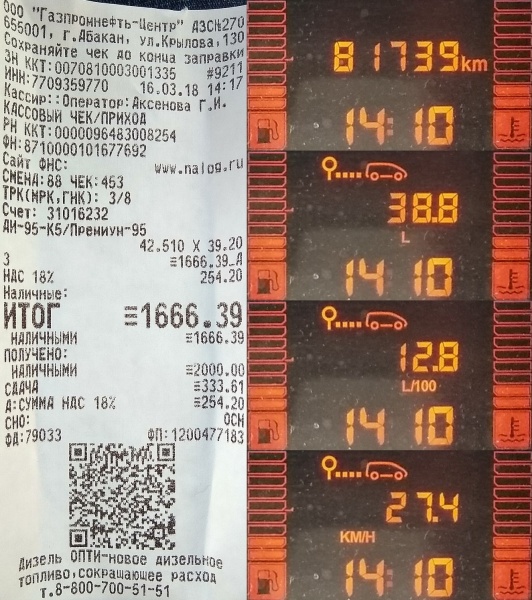 ООО "Газпромнефть-Центр" АЗС№270
655001, г.Абакан, ул.Крылова,130
Сохраняйте чек до конца заправки
ЗН ККТ:0070810003001335 #9211
ИНН:7709359770 16.03.18 14:17
Кассир::Оператор:Аксенова Г.И.
КАССОВЫЙ ЧЕК/ПРИХОД
РН ККТ:0000096483008254
ФН:8710000101677692
Сайт ФНС: www.nalog.ru
СМЕНА:88 ЧЕК:453
ТРК(МРК,ГНК): 3/8
Счет: 31016232
АИ-95-К5/Премиум-95
42.510 X 39.20
3 ≡1666.39_А
НДС 18% 254.20
Наличные:
ИТОГ ≡1666.39
НАЛИЧНЫМИ ≡1666.39
ПОЛУЧЕНО:
НАЛИЧНЫМИ ≡2000.00
СДАЧА ≡333.61
Д:СУММА НДС 18% ≡254.20
СНО: ОСН
ФД:79033 ФП:1200477183
Дизель ОПТИ-новое дизельное
топливо,сокращающее расход
т.8-800-700-51-51
81739km
14:10
38.8
L
14:10
12.8
L/100
14:10
27.4
KM/H
14:10